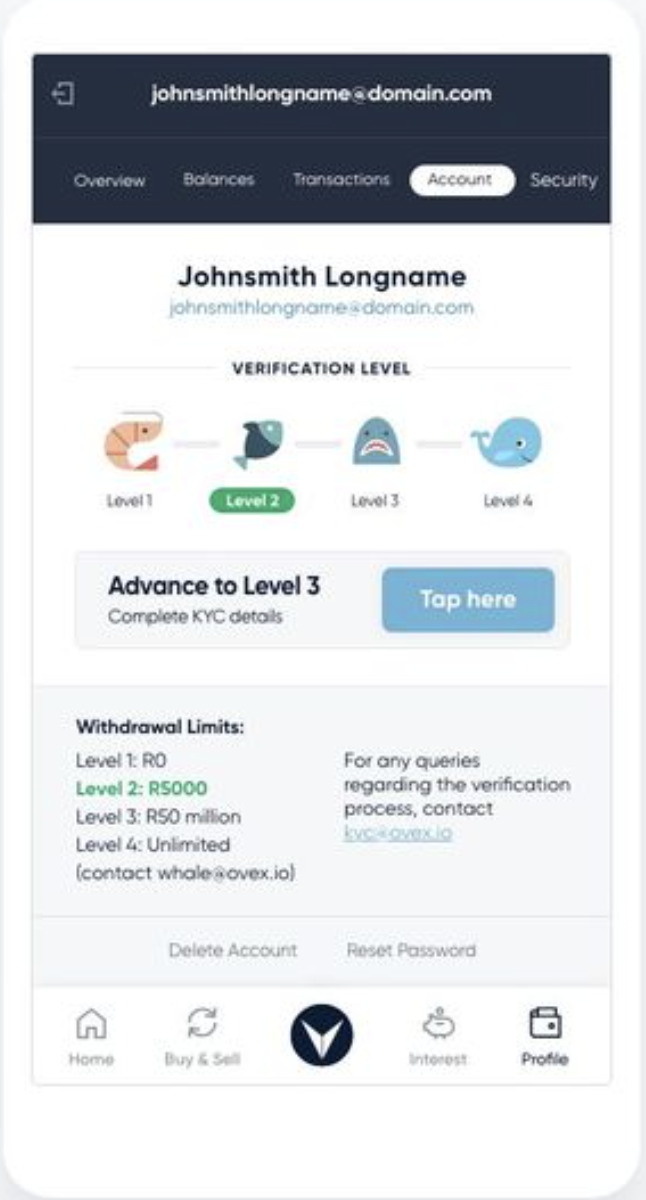 johnsmithlongname@domain.com
Overview Balances Transactions Account Security
Johnsmith Longname
johnsmithlongname@domain.com
VERIFICATION LEVEL
Level 1 Level 2 Level 3 Level 4
Advance to Level 3
Complete KYC details
Tap here
Withdrawal Limits:
Level 1: R0
Level 2: R5000
Level 3: R50 million
Level 4: Unlimited
(contact whale@ovex.io)
For any queries
regarding the verification
process, contact
kyc@ovex.io
Delete Account Reset Password
Home Buy & Sell Interest Profile